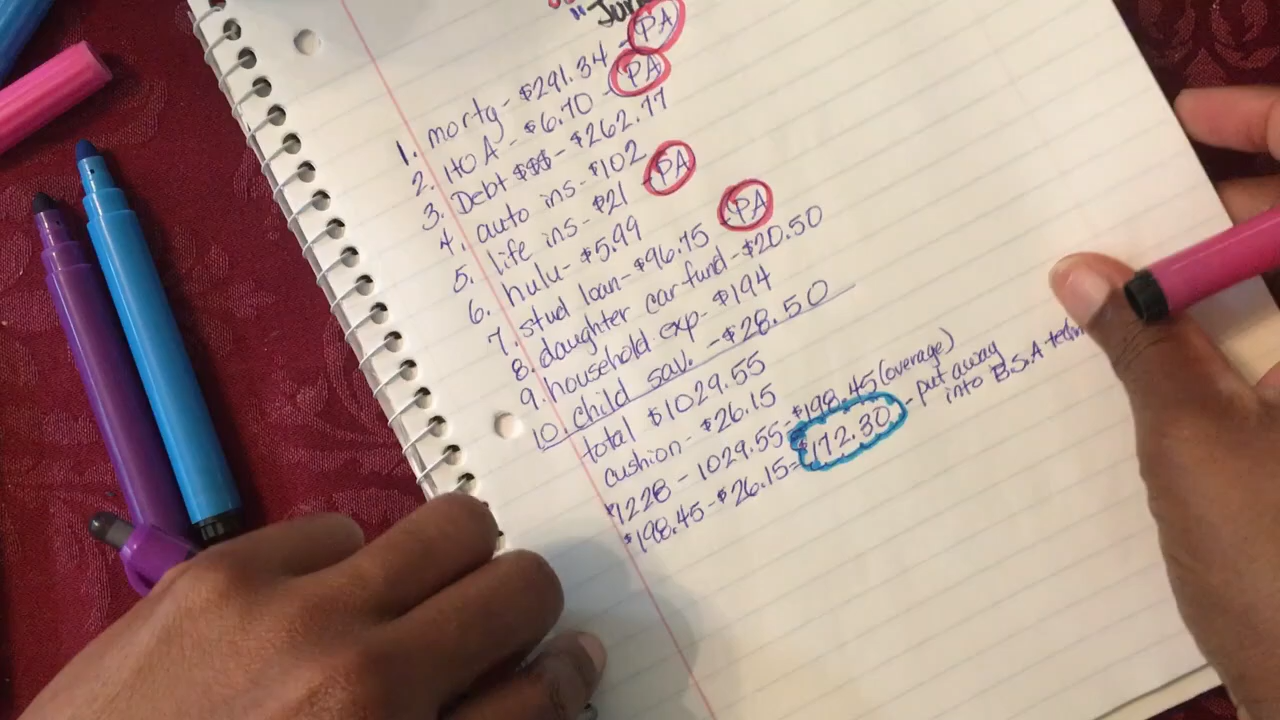 1. mortg - $291.34 - PA
2. HOA - $6.70 - PA
3. Debt $$$ - $262.77
4. auto ins - $102
5. life ins - $21 - PA
6. hulu - $5.99
7. stud loan - $96.75 - PA
8. daughter car fund - $20.50
9. household exp - $194
10. child sav. - $28.50
total $1029.55
cushion - $26.15
$1228 - 1029.55 = $198.45 (overage)
$198.45 - $26.15 = $172.30 - put away
into B.S.A